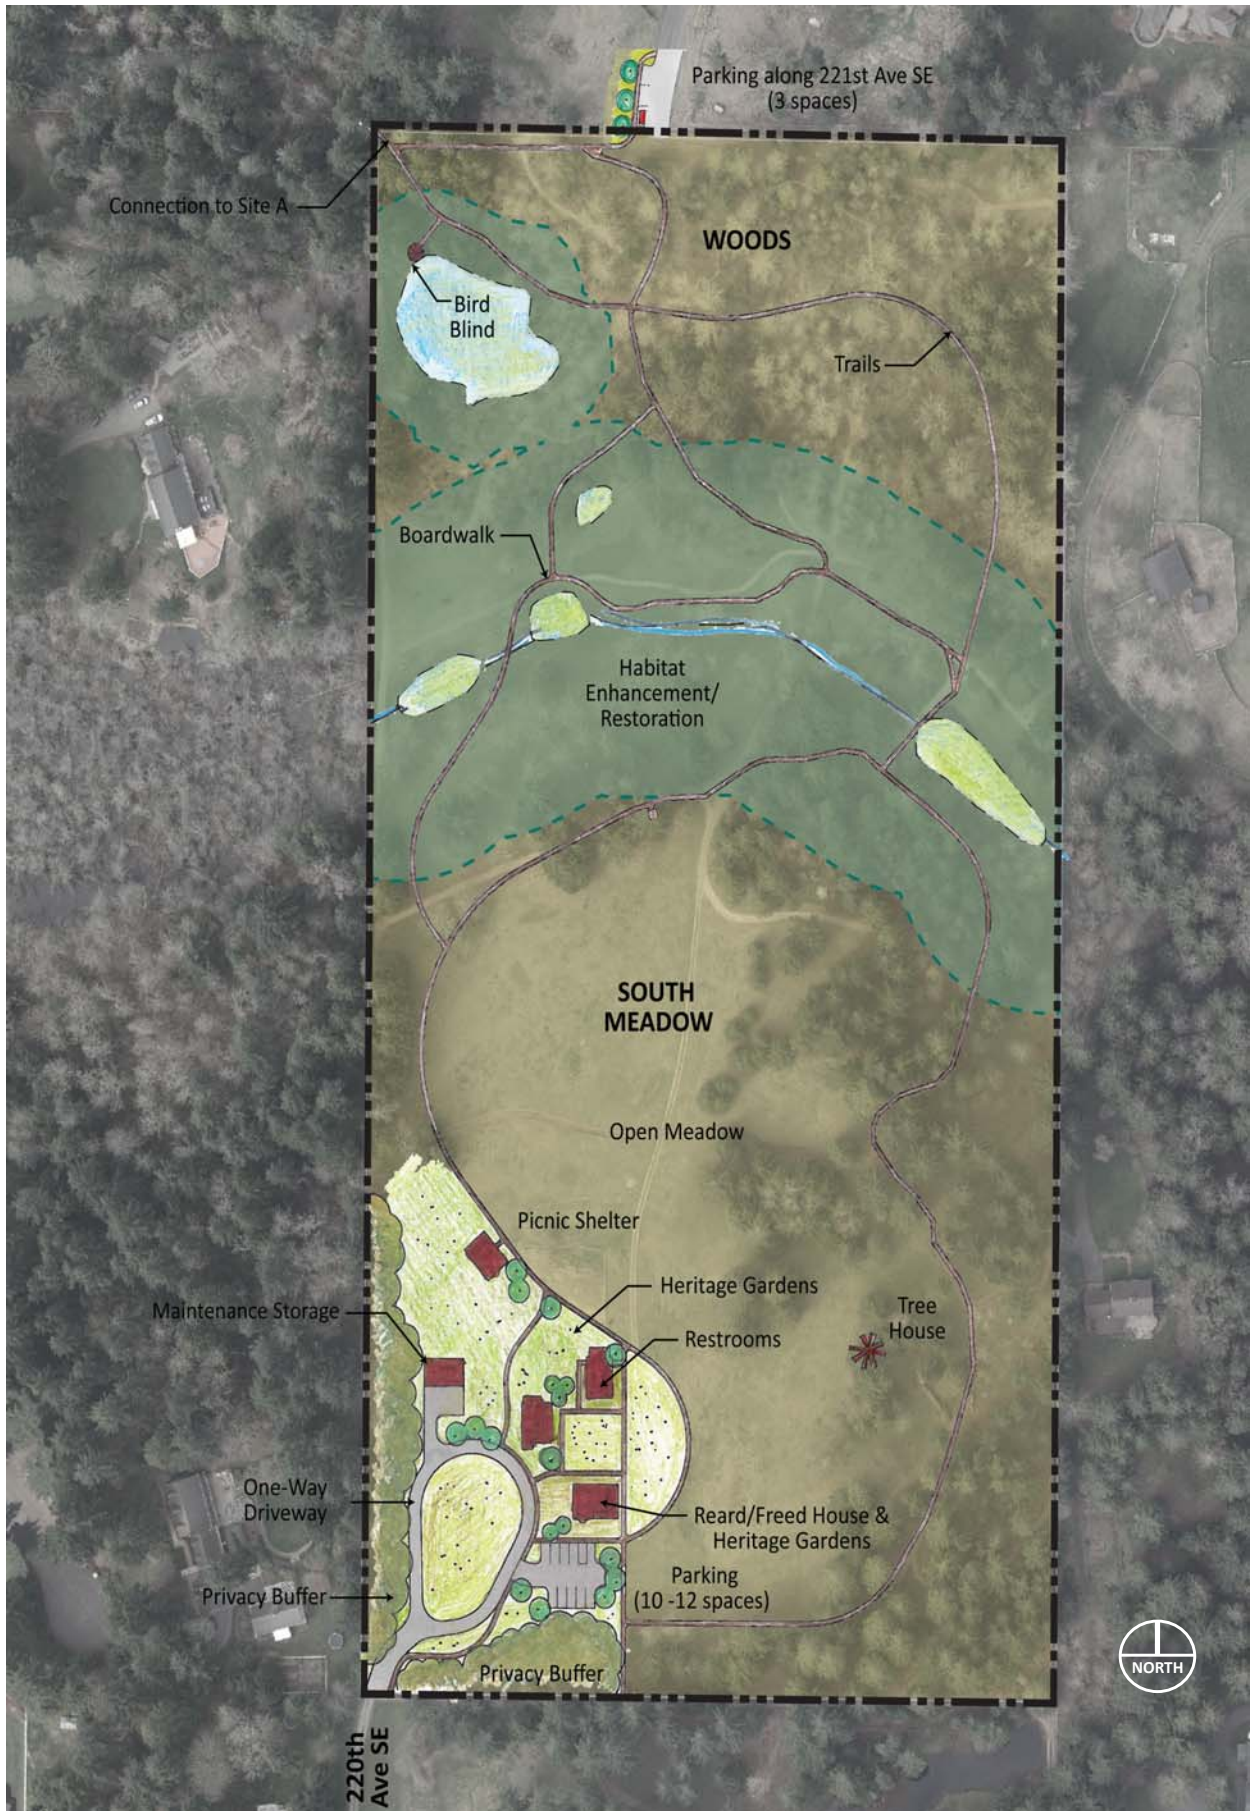 Parking along 221st Ave SE
(3 spaces)
Connection to Site A
WOODS
Bird
Blind
Trails
Boardwalk
Habitat
Enhancement/
Restoration
SOUTH
MEADOW
Open Meadow
Picnic Shelter
Heritage Gardens
Maintenance Storage
Tree
House
Restrooms
One-Way
Driveway
Reard/Freed House &
Heritage Gardens
Parking
(10 -12 spaces)
Privacy Buffer
Privacy Buffer
NORTH
220th
Ave SE